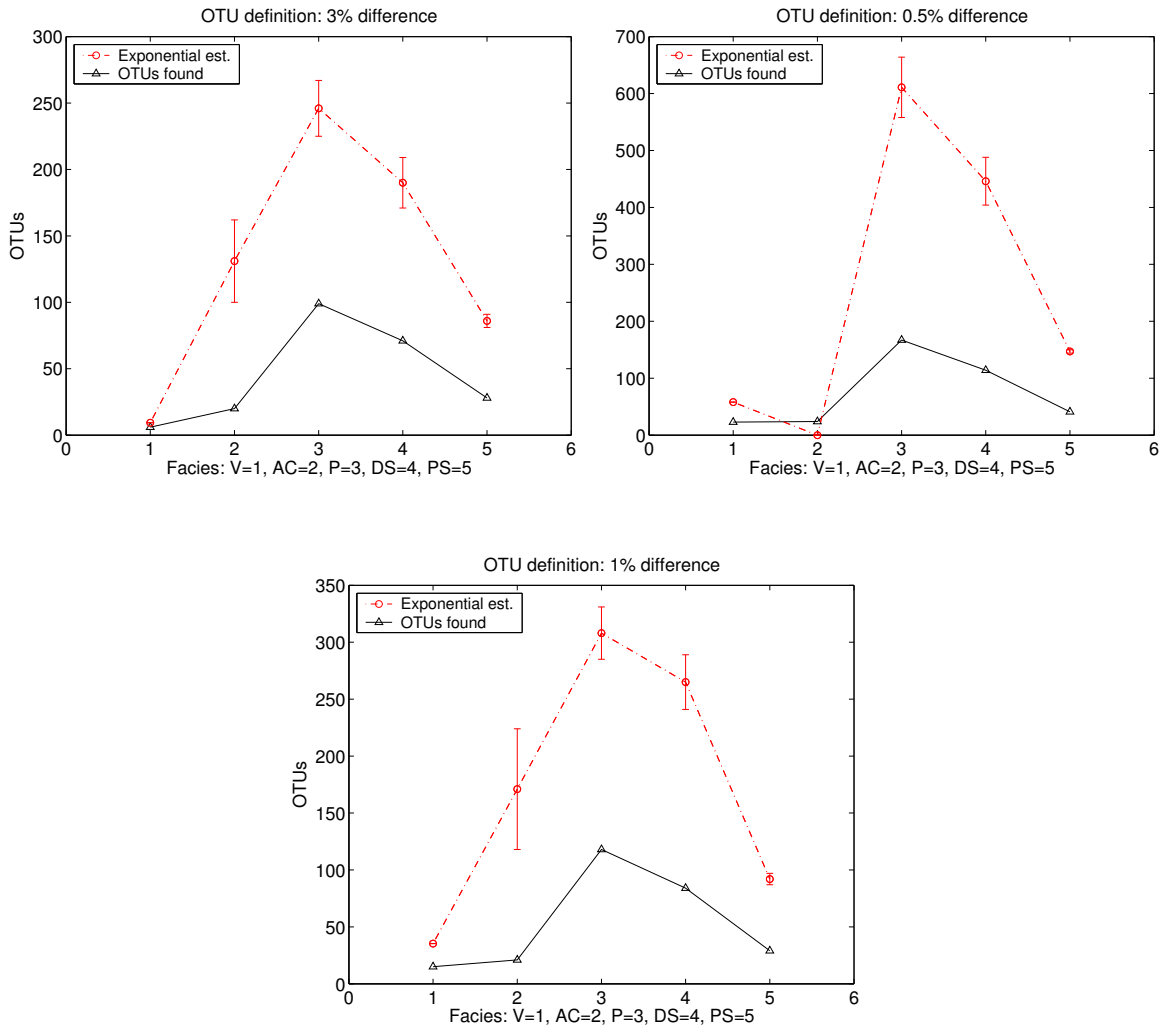 OTU definition: 3% difference
300
250
200
150
100
50
0
OTUs
Exponential est.
OTUs found
0 1 2 3 4 5 6
Facies: V=1, AC=2, P=3, DS=4, PS=5
OTU definition: 0.5% difference
700
600
500
400
300
200
100
0
OTUs
Exponential est.
OTUs found
0 1 2 3 4 5 6
Facies: V=1, AC=2, P=3, DS=4, PS=5
OTU definition: 1% difference
350
300
250
200
150
100
50
0
OTUs
Exponential est.
OTUs found
0 1 2 3 4 5 6
Facies: V=1, AC=2, P=3, DS=4, PS=5